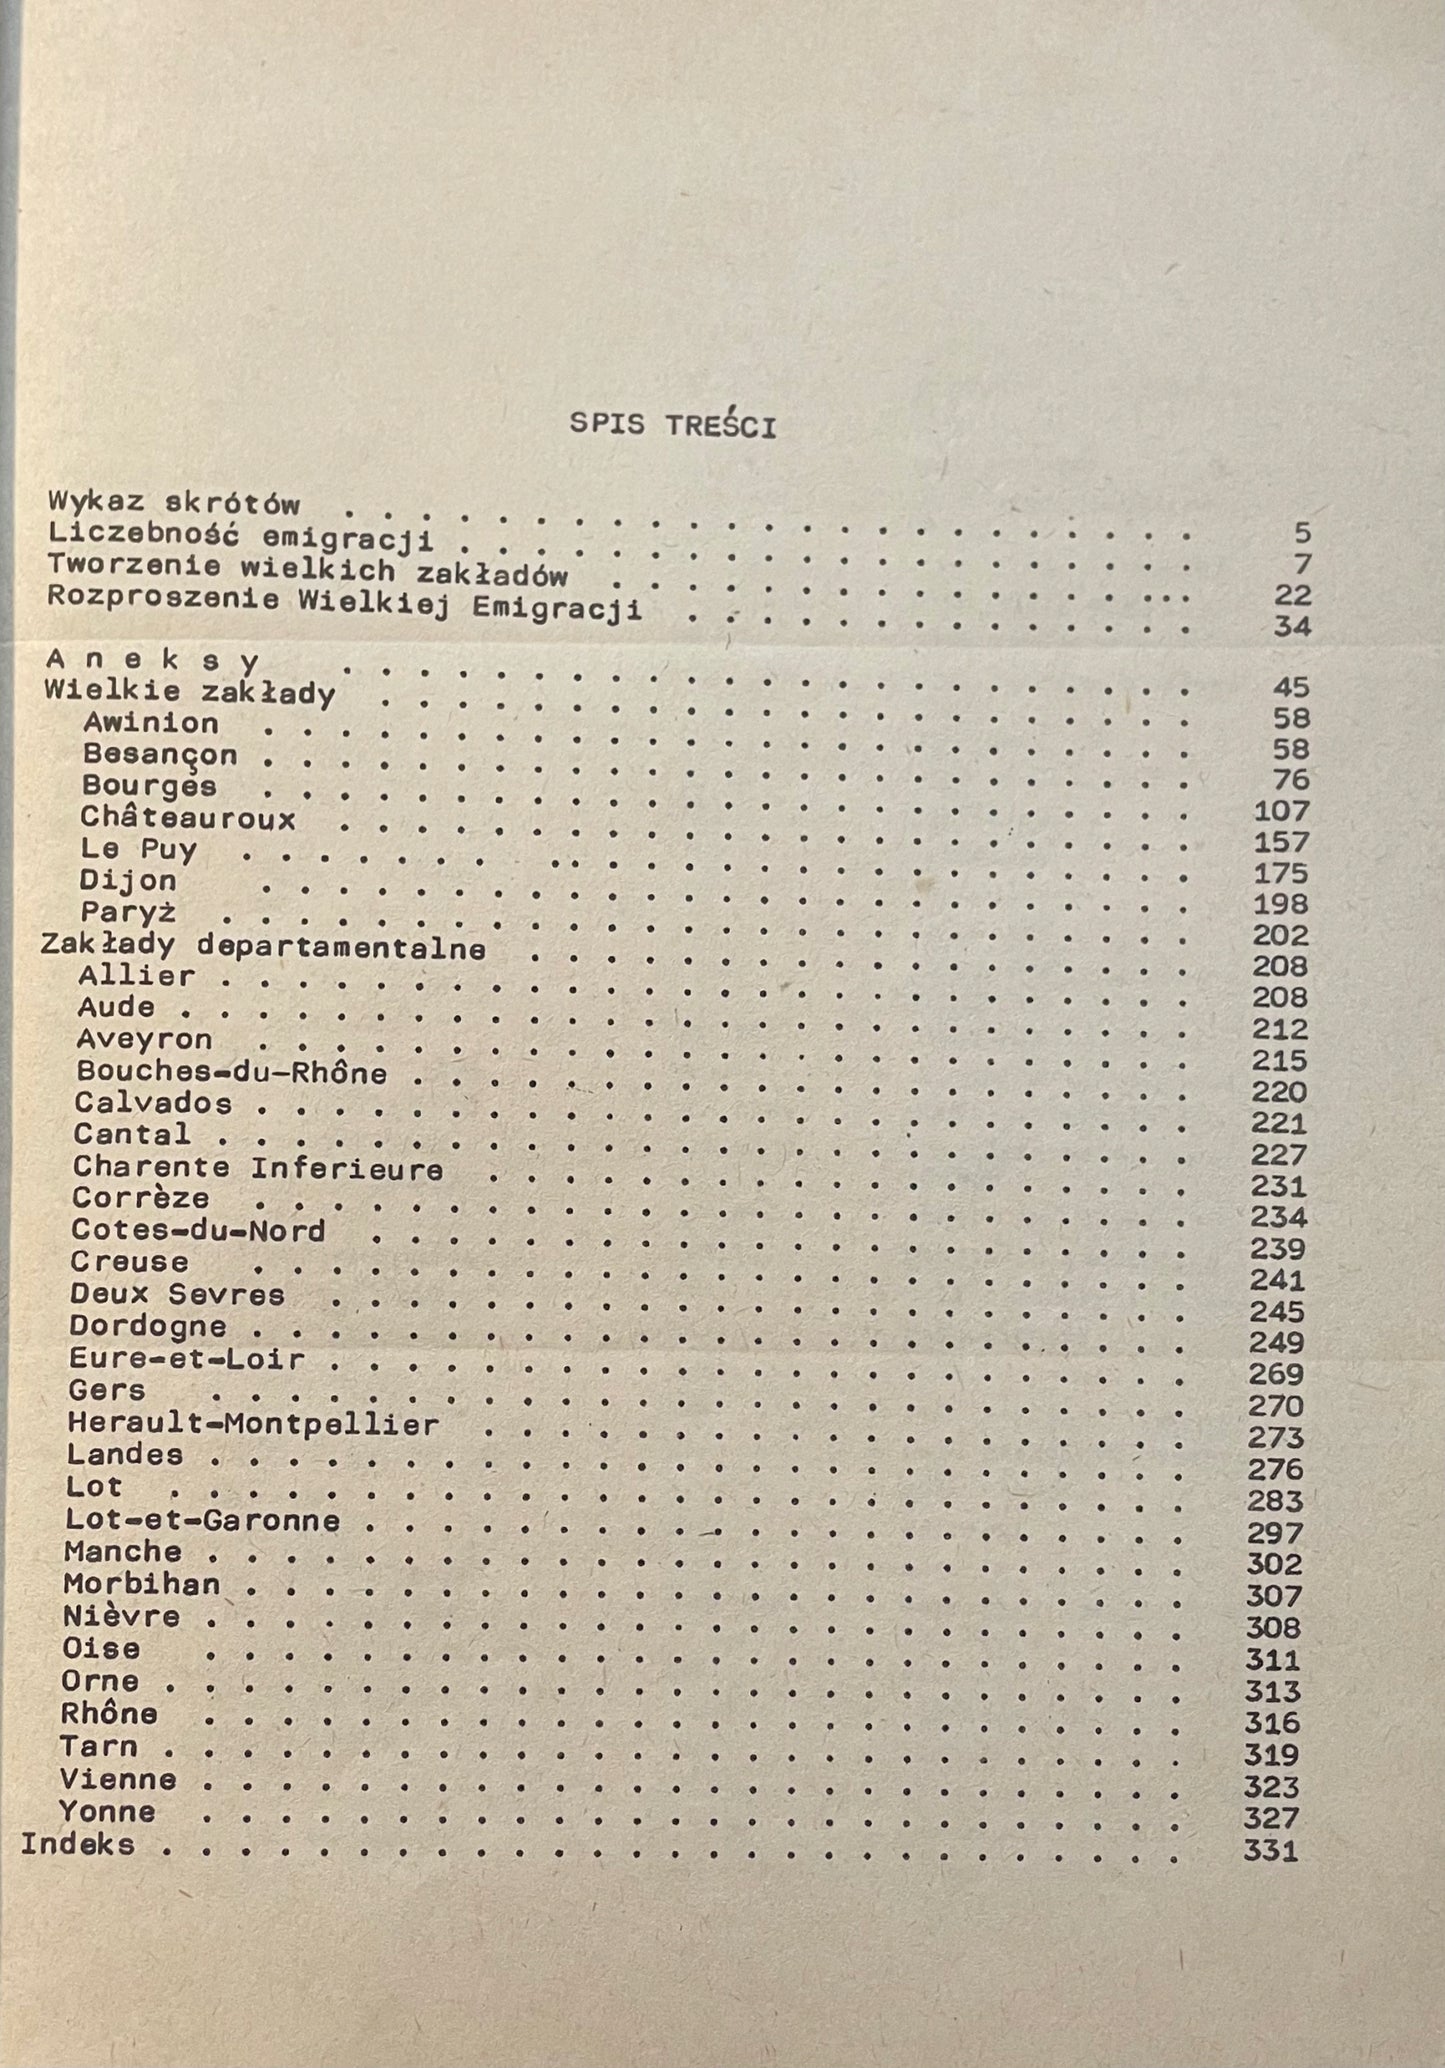 SPIS TREŚCI
Wykaz skrótów . . . . . . . . . . . . . . . . . . . . . . 5
Liczebność emigracji . . . . . . . . . . . . . . . . . . . 7
Tworzenie wielkich zakładów . . . . . . . . . . . . . . ... 22
Rozproszenie Wielkiej Emigracji . . . . . . . . . . . . . . 34
A n e k s y . . . . . . . . . . . . . . . . . . . . . . 45
Wielkie zakłady . . . . . . . . . . . . . . . . . . . . . 58
Awinion . . . . . . . . . . . . . . . . . . . . . . . . 58
Besançon . . . . . . . . . . . . . . . . . . . . . . . . 76
Bourges . . . . . . . . . . . . . . . . . . . . . . . . 107
Châteauroux . . . . . . . . . . . . . . . . . . . . . . 157
Le Puy . . . . . . . .. . . . . . . . . . . . . . . . . 175
Dijon . . . . . . . . . . . . . . . . . . . . . . . . 198
Paryż . . . . . . . . . . . . . . . . . . . . . . . . . 202
Zakłady departamentalne . . . . . . . . . . . . . . . . . 208
Allier . . . . . . . . . . . . . . . . . . . . . . . . . 208
Aude . . . . . . . . . . . . . . . . . . . . . . . . . . 212
Aveyron . . . . . . . . . . . . . . . . . . . . . . . . 215
Bouches-du-Rhône . . . . . . . . . . . . . . . . . . . . 220
Calvados . . . . . . . . . . . . . . . . . . . . . . . . 221
Cantal . . . . . . . . . . . . . . . . . . . . . . . . . 227
Charente Inferieure . . . . . . . . . . . . . . . . . . 231
Corrèze . . . . . . . . . . . . . . . . . . . . . . . . 234
Cotes-du-Nord . . . . . . . . . . . . . . . . . . . . . 239
Creuse . . . . . . . . . . . . . . . . . . . . . . . . 241
Deux Sevres . . . . . . . . . . . . . . . . . . . . . . 245
Dordogne . . . . . . . . . . . . . . . . . . . . . . . . 249
Eure-et-Loir . . . . . . . . . . . . . . . . . . . . . . 269
Gers . . . . . . . . . . . . . . . . . . . . . . . . . 270
Herault-Montpellier . . . . . . . . . . . . . . . . . . 273
Landes . . . . . . . . . . . . . . . . . . . . . . . . . 276
Lot . . . . . . . . . . . . . . . . . . . . . . . . . . 283
Lot-et-Garonne . . . . . . . . . . . . . . . . . . . . . 297
Manche . . . . . . . . . . . . . . . . . . . . . . . . . 302
Morbihan . . . . . . . . . . . . . . . . . . . . . . . . 307
Nièvre . . . . . . . . . . . . . . . . . . . . . . . . . 308
Oise . . . . . . . . . . . . . . . . . . . . . . . . . 311
Orne . . . . . . . . . . . . . . . . . . . . . . . . . . 313
Rhône . . . . . . . . . . . . . . . . . . . . . . . . . 316
Tarn . . . . . . . . . . . . . . . . . . . . . . . . . . 319
Vienne . . . . . . . . . . . . . . . . . . . . . . . . . 323
Yonne . . . . . . . . . . . . . . . . . . . . . . . . . 327
Indeks . . . . . . . . . . . . . . . . . . . . . . . . . . 331